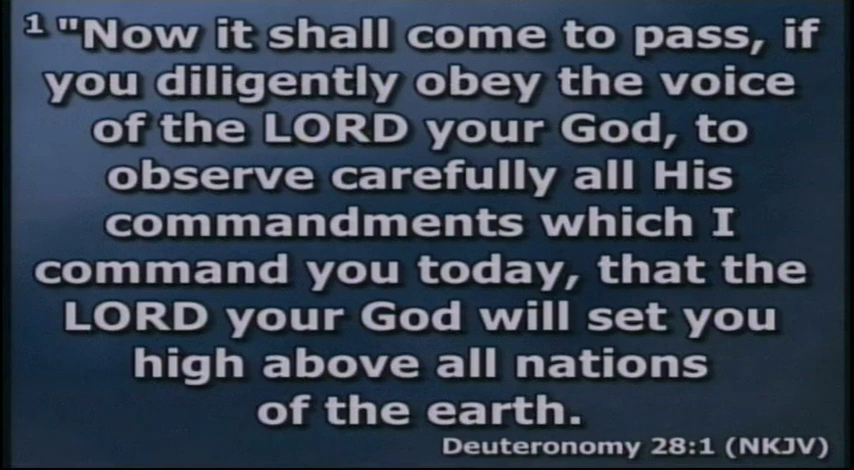 1 "Now it shall come to pass, if
you diligently obey the voice
of the LORD your God, to
observe carefully all His
commandments which I
command you today, that the
LORD your God will set you
high above all nations
of the earth.
Deuteronomy 28:1 (NKJV)